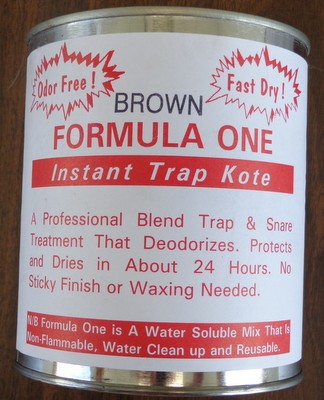 Odor Free!
Fast Dry!
BROWN
FORMULA ONE
Instant Trap Kote
A Professional Blend Trap & Snare
Treatment That Deodorizes. Protects
and Dries in About 24 Hours. No
Sticky Finish or Waxing Needed.
N/B Formula One is A Water Soluble Mix That Is
Non-Flammable, Water Clean up and Reusable.